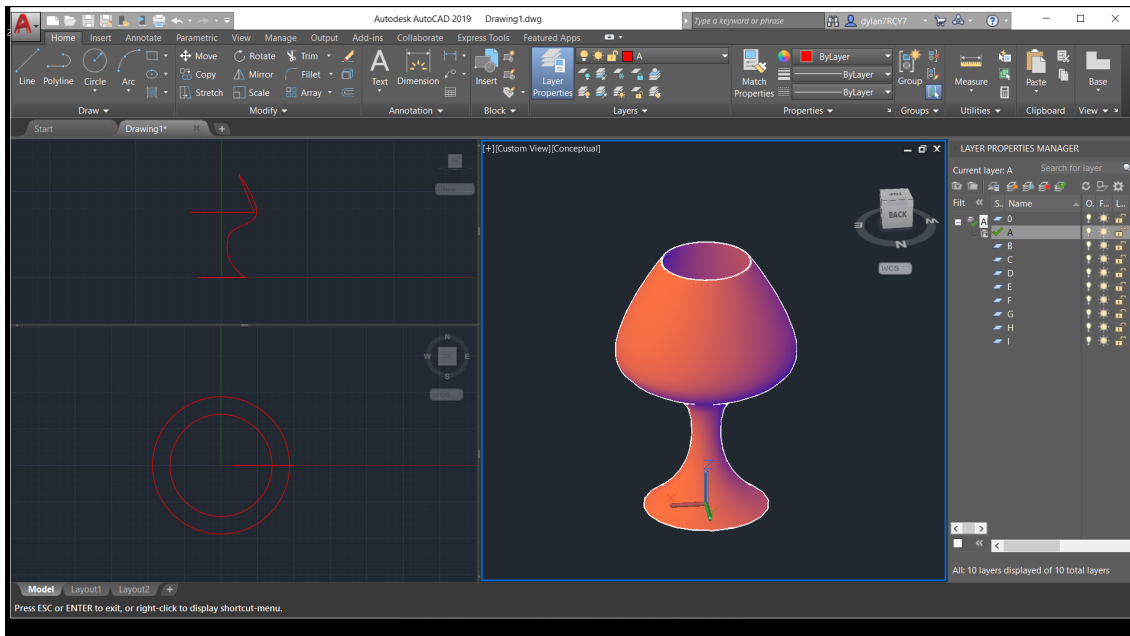 Autodesk AutoCAD 2019 Drawing1.dwg
Type a keyword or phrase
dylan7RCY7
Home Insert Annotate Parametric View Manage Output Add-ins Collaborate Express Tools Featured Apps
Line Polyline Circle Arc
Move Rotate Trim
Copy Mirror Fillet
Stretch Scale Array
Text Dimension
Insert
Layer Properties
A
Match Properties
ByLayer
ByLayer
ByLayer
Group
Measure
Paste
Base
Draw Modify Annotation Block Layers Properties Groups Utilities Clipboard View
Start Drawing1* +
[+][Custom View][Conceptual]
BACK
N
WCS
N
W E
S
X
Z
LAYER PROPERTIES MANAGER
Current layer: A
Search for layer
Filt S.. Name O. F... L...
A
0
A
B
C
D
E
F
G
H
I
All: 10 layers displayed of 10 total layers
Model Layout1 Layout2 +
Press ESC or ENTER to exit, or right-click to display shortcut-menu.